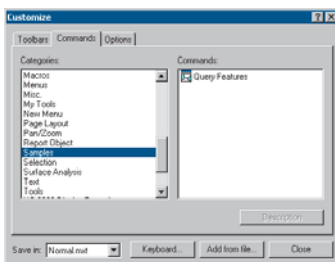 Customize
Toolbars Commands Options
Categories: Commands:
Macros
Menus
Misc.
My Tools
New Menu
Page Layout
Pan/Zoom
Report Object
Samples
Selection
Surface Analysis
Text
Tools
Query Features
Description
Save in: Normal.mxt Keyboard... Add from file... Close